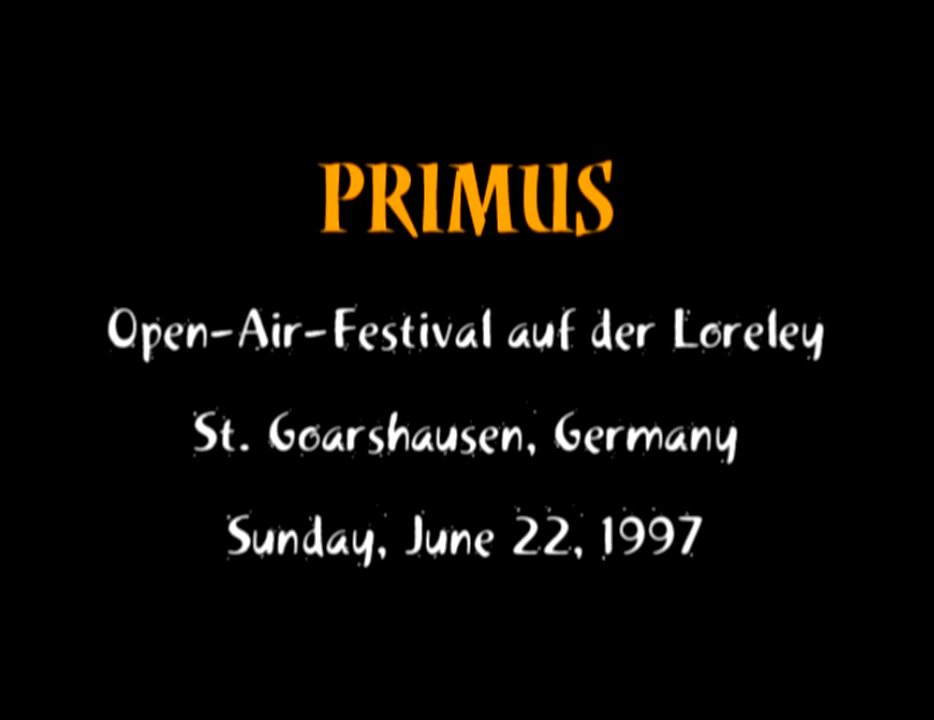 PRIMUS
Open-Air-Festival auf der Loreley
St. Goarshausen, Germany
Sunday, June 22, 1997